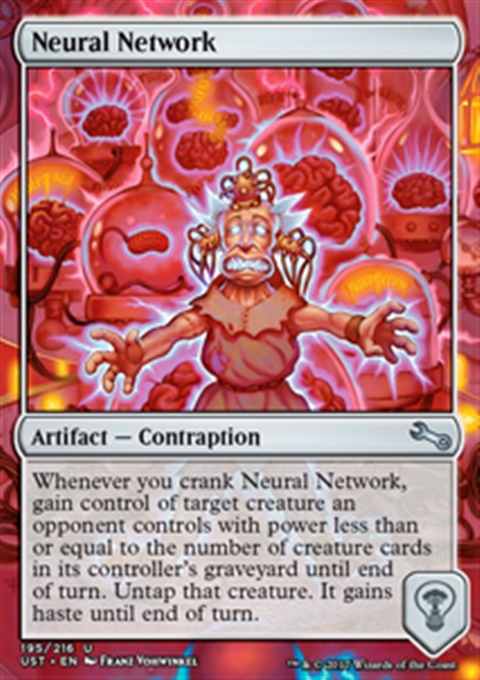 Neural Network
Artifact — Contraption
Whenever you crank Neural Network,
gain control of target creature an
opponent controls with power less than
or equal to the number of creature cards
in its controller's graveyard until end
of turn. Untap that creature. It gains
haste until end of turn.
195/216 U
UST • EN Franz Vohwinkel
™ & © 2017 Wizards of the Coast